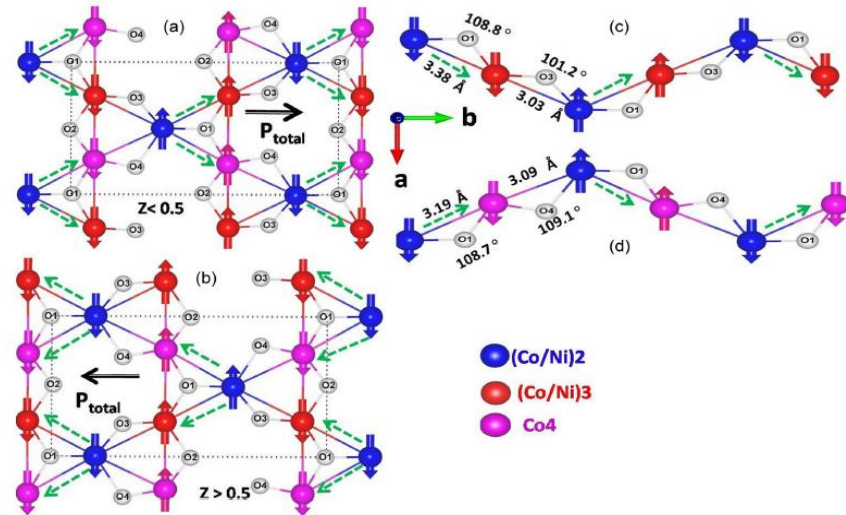 (a)
O4
O4
O1 O2 O1
O3 O3
O2 O1 O2
P total
O4 O4
O1 O2 O1
Z< 0.5
O3 O3
(c)
108.8°
O1 O1
101.2°
3.38 Å
O3 O3
3.03 Å
O1
b
a
3.09 Å
O1
3.19 Å
O4 O4
O1 O1
109.1°
108.7°
(d)
(b)
O3 O3
O1 O2 O1
O4 O4
O2 O1 O2
P total
O3 O3
O1 O2 O1
O4 O4
Z > 0.5
(Co/Ni)2
(Co/Ni)3
Co4